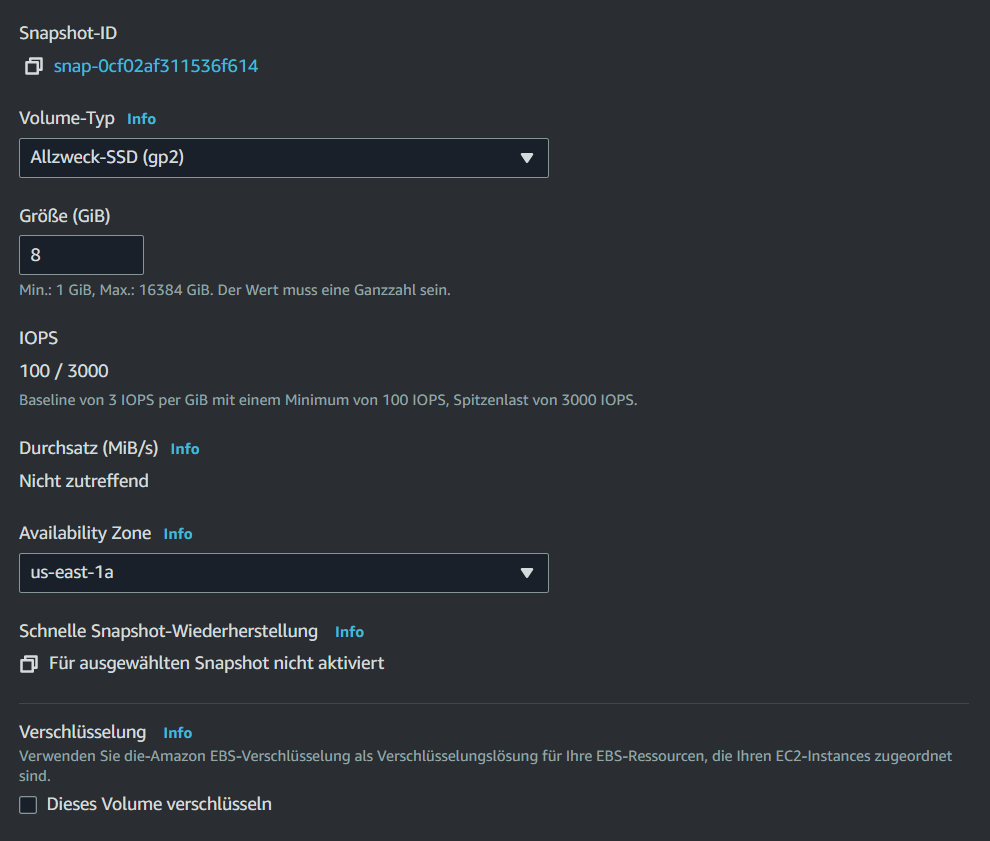 Snapshot-ID
snap-0cf02af311536f614
Volume-Typ Info
Allzweck-SSD (gp2)
Größe (GiB)
8
Min.: 1 GiB, Max.: 16384 GiB. Der Wert muss eine Ganzzahl sein.
IOPS
100 / 3000
Baseline von 3 IOPS per GiB mit einem Minimum von 100 IOPS, Spitzenlast von 3000 IOPS.
Durchsatz (MiB/s) Info
Nicht zutreffend
Availability Zone Info
us-east-1a
Schnelle Snapshot-Wiederherstellung Info
Für ausgewählten Snapshot nicht aktiviert
Verschlüsselung Info
Verwenden Sie die-Amazon EBS-Verschlüsselung als Verschlüsselungslösung für Ihre EBS-Ressourcen, die Ihren EC2-Instances zugeordnet
sind.
Dieses Volume verschlüsseln